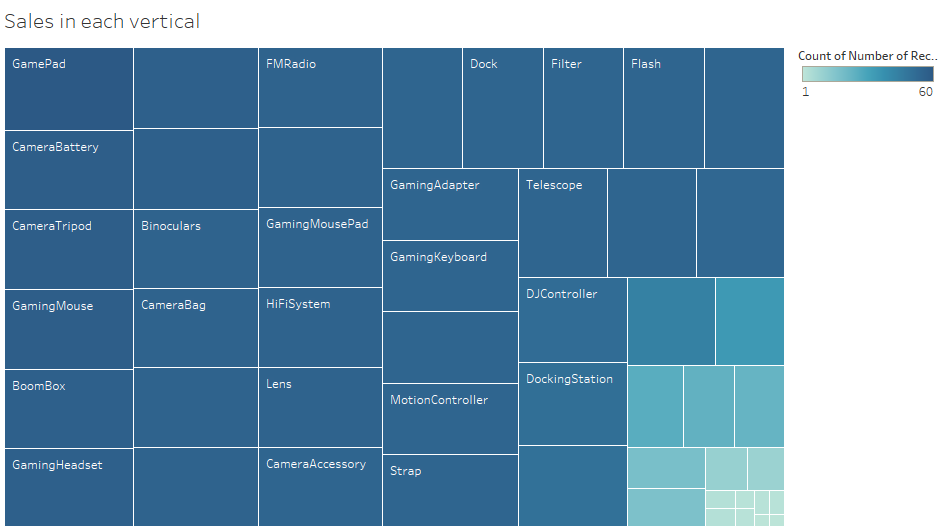 Sales in each vertical
GamePad
FMRadio
Dock
Filter
Flash
Count of Number of Rec..
1
60
CameraBattery
GamingAdapter
Telescope
CameraTripod
Binoculars
GamingMousePad
GamingKeyboard
GamingMouse
CameraBag
HiFiSystem
DJController
BoomBox
Lens
MotionController
DockingStation
GamingHeadset
CameraAccessory
Strap